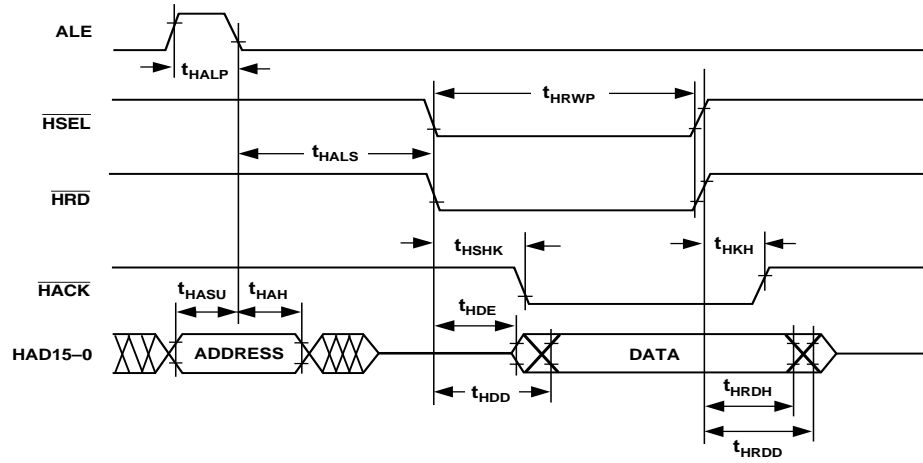 ALE
tHALP
HSEL
tHRWP
tHALS
HRD
tHSHK
tHKH
HACK
tHASU
tHAH
tHDE
HAD15–0
ADDRESS
DATA
tHDD
tHRDH
tHRDD